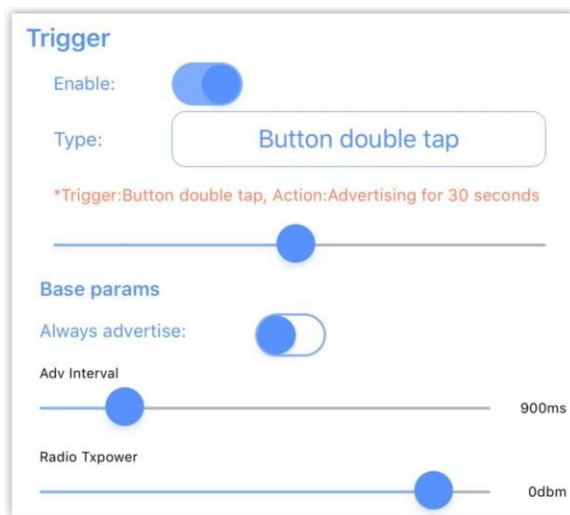 Trigger
Enable:
Type: Button double tap
*Trigger:Button double tap, Action:Advertising for 30 seconds
Base params
Always advertise:
Adv Interval
900ms
Radio Txpower
0dbm